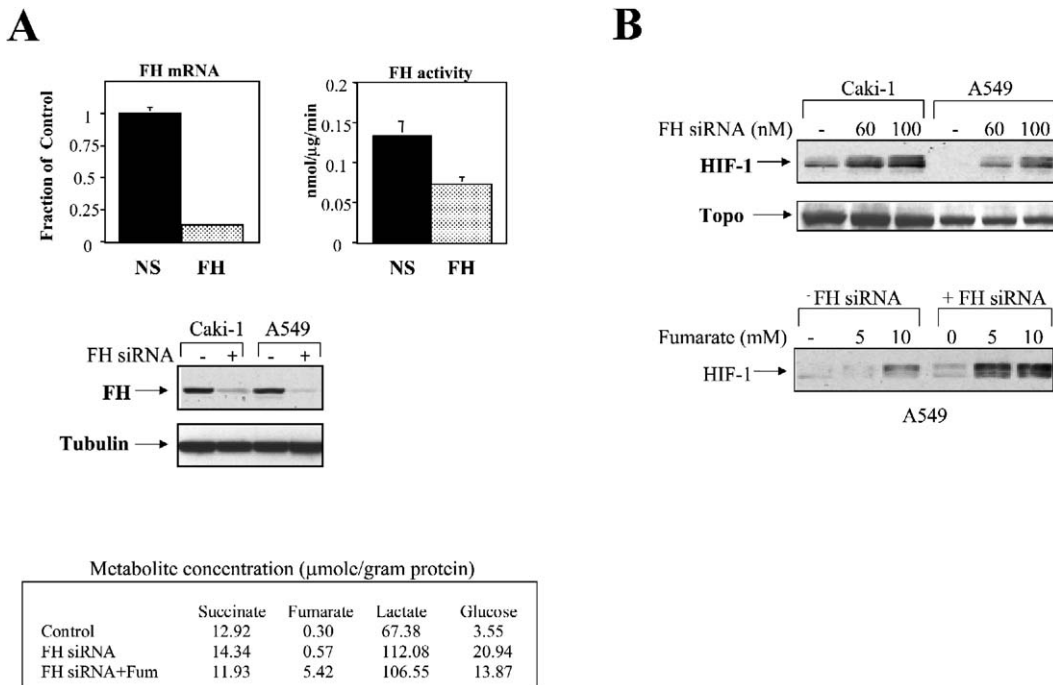 A
FH mRNA
Fraction of Control
1
0.75
0.5
0.25
0
NS FH
FH activity
nmol/µg/min
0.2
0.15
0.1
0.05
0
NS FH
Caki-1 A549
FH siRNA - + - +
FH
Tubulin
Metabolite concentration (µmole/gram protein)
Succinate Fumarate Lactate Glucose
Control 12.92 0.30 67.38 3.55
FH siRNA 14.34 0.57 112.08 20.94
FH siRNA+Fum 11.93 5.42 106.55 13.87
B
Caki-1 A549
FH siRNA (nM) - 60 100 - 60 100
HIF-1
Topo
- FH siRNA + FH siRNA
Fumarate (mM) - 5 10 0 5 10
HIF-1
A549